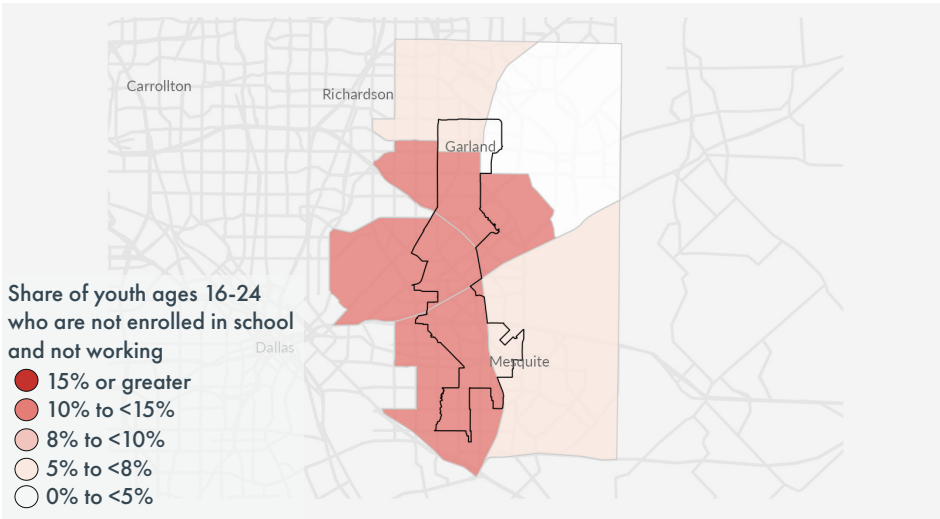 Carrollton
Richardson
Garland
Share of youth ages 16-24
who are not enrolled in school
and not working
Dallas
Mesquite
15% or greater
10% to <15%
8% to <10%
5% to <8%
0% to <5%